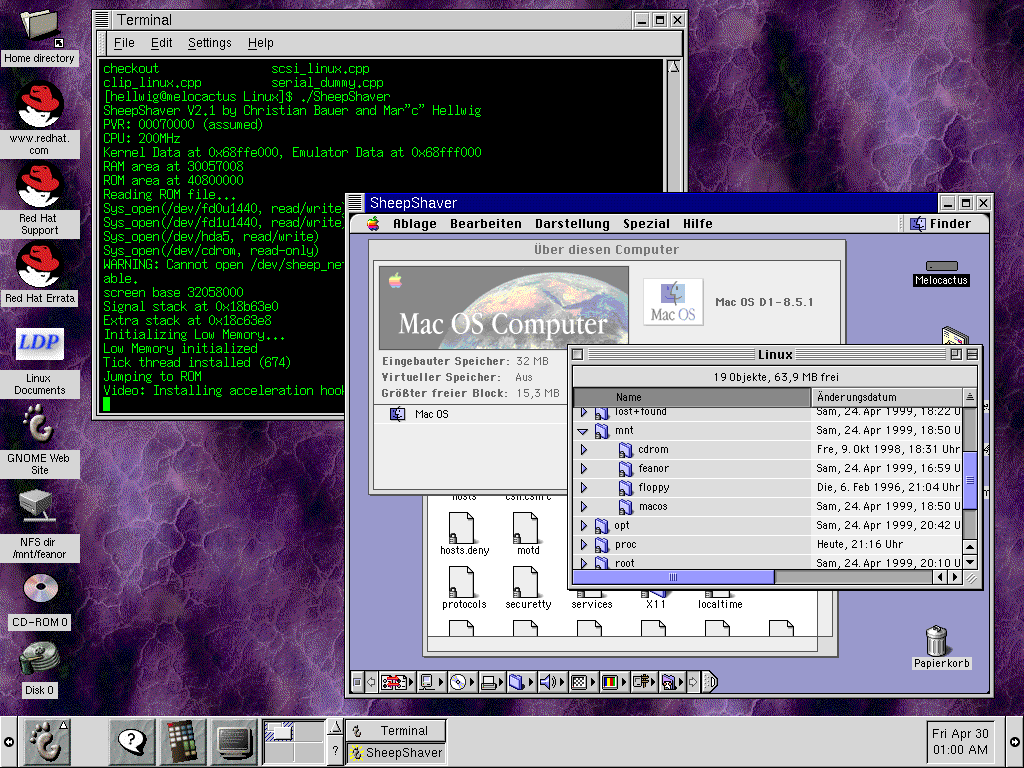 Home directory
www.redhat.
com
Red Hat
Support
Red Hat Errata
LDP
Linux
Documents
GNOME Web
Site
NFS dir
/mnt/feanor
CD-ROM 0
Disk 0
Terminal
File Edit Settings Help
checkout scsi_linux.cpp
clip_linux.cpp serial_dummy.cpp
[hellwig@melocactus Linux]$ ./SheepShaver
SheepShaver V2.1 by Christian Bauer and Mar"c" Hellwig
PVR: 00070000 (assumed)
CPU: 200MHz
Kernel Data at 0x68ffe000, Emulator Data at 0x68fff000
RAM area at 30057008
ROM area at 40800000
Reading ROM file...
Sys_open(/dev/fd0u1440, read/write)
Sys_open(/dev/fd1u1440, read/write)
Sys_open(/dev/hda5, read/write)
Sys_open(/dev/cdrom, read-only)
WARNING: Cannot open /dev/sheep_net
able.
screen base 32058000
Signal stack at 0x18b63e0
Extra stack at 0x18c63e8
Initializing Low Memory...
Low Memory initialized
Tick thread installed (674)
Jumping to ROM
Video: Installing acceleration hook
SheepShaver
Ablage Bearbeiten Darstellung Spezial Hilfe Finder
Über diesen Computer
Mac OS Computer
Mac OS
Mac OS D1-8.5.1
Eingebauter Speicher: 32 MB
Virtueller Speicher: Aus
Größter freier Block: 15,3 MB
Mac OS
Melocactus
Linux
19 Objekte, 63,9 MB frei
Name Änderungsdatum
lost+found Sam, 24. Apr 1999, 18:22 U
mnt Sam, 24. Apr 1999, 18:50 U
cdrom Fre, 9. Okt 1998, 18:31 Uhr
feanor Sam, 24. Apr 1999, 16:59 U
floppy Die, 6. Feb 1996, 21:04 Uhr
macos Sam, 24. Apr 1999, 18:50 U
opt Sam, 24. Apr 1999, 20:42 U
proc Heute, 21:16 Uhr
root Sam, 24. Apr 1999, 20:10 U
hosts csh.cshrc
hosts.deny motd
protocols securetty services X11 localtime
Papierkorb
Terminal
SheepShaver
Fri Apr 30
01:00 AM